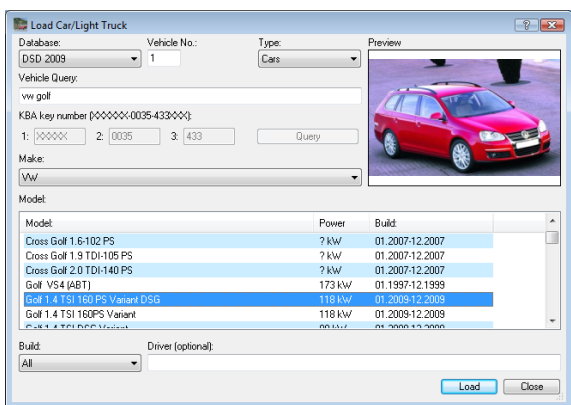 Load Car/Light Truck
Database: Vehicle No.: Type: Preview
DSD 2009 1 Cars
Vehicle Query:
vw golf
KBA key number (XXXXXX-0035-433XXX):
1: XXXXX 2: 0035 3: 433 Query
Make:
VW
Model:
Model: Power Build:
Cross Golf 1.6-102 PS ? kW 01.2007-12.2007
Cross Golf 1.9 TDI-105 PS ? kW 01.2007-12.2007
Cross Golf 2.0 TDI-140 PS ? kW 01.2007-12.2007
Golf VS4 (ABT) 173 kW 01.1997-12.1999
Golf 1.4 TSI 160 PS Variant DSG 118 kW 01.2009-12.2009
Golf 1.4 TSI 160PS Variant 118 kW 01.2009-12.2009
Build: Driver (optional):
All
Load Close